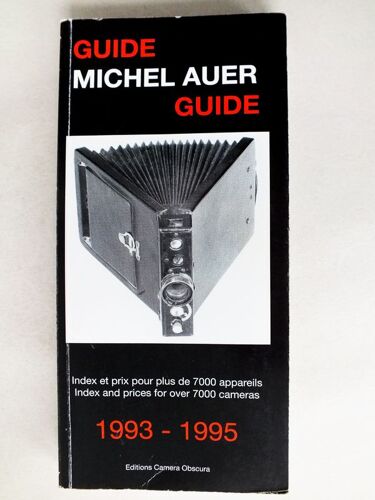 GUIDE
MICHEL AUER
GUIDE
Index et prix pour plus de 7000 appareils
Index and prices for over 7000 cameras
1993 - 1995
Editions Camera Obscura